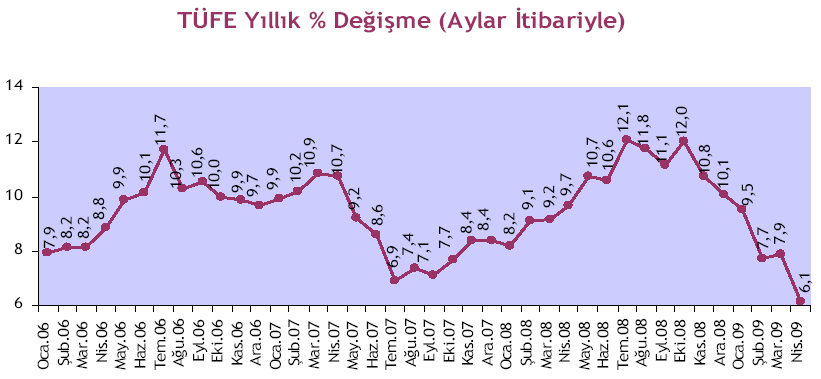 TÜFE Yıllık % Değişme (Aylar İtibariyle)
14
12
10
8
6
7,9
8,2
8,2
8,8
9,9
10,1
11,7
10,3
10,6
10,0
9,9
9,7
9,9
10,2
10,9
10,7
9,2
8,6
6,9
7,4
7,1
7,7
8,4
8,4
8,2
9,1
9,2
9,7
10,7
10,6
12,1
11,8
11,1
12,0
10,8
10,1
9,5
7,7
7,9
6,1
Oca.06
Şub.06
Mar.06
Nis.06
May.06
Haz.06
Tem.06
Ağu.06
Eyl.06
Eki.06
Kas.06
Ara.06
Oca.07
Şub.07
Mar.07
Nis.07
May.07
Haz.07
Tem.07
Ağu.07
Eyl.07
Eki.07
Kas.07
Ara.07
Oca.08
Şub.08
Mar.08
Nis.08
May.08
Haz.08
Tem.08
Ağu.08
Eyl.08
Eki.08
Kas.08
Ara.08
Oca.09
Şub.09
Mar.09
Nis.09